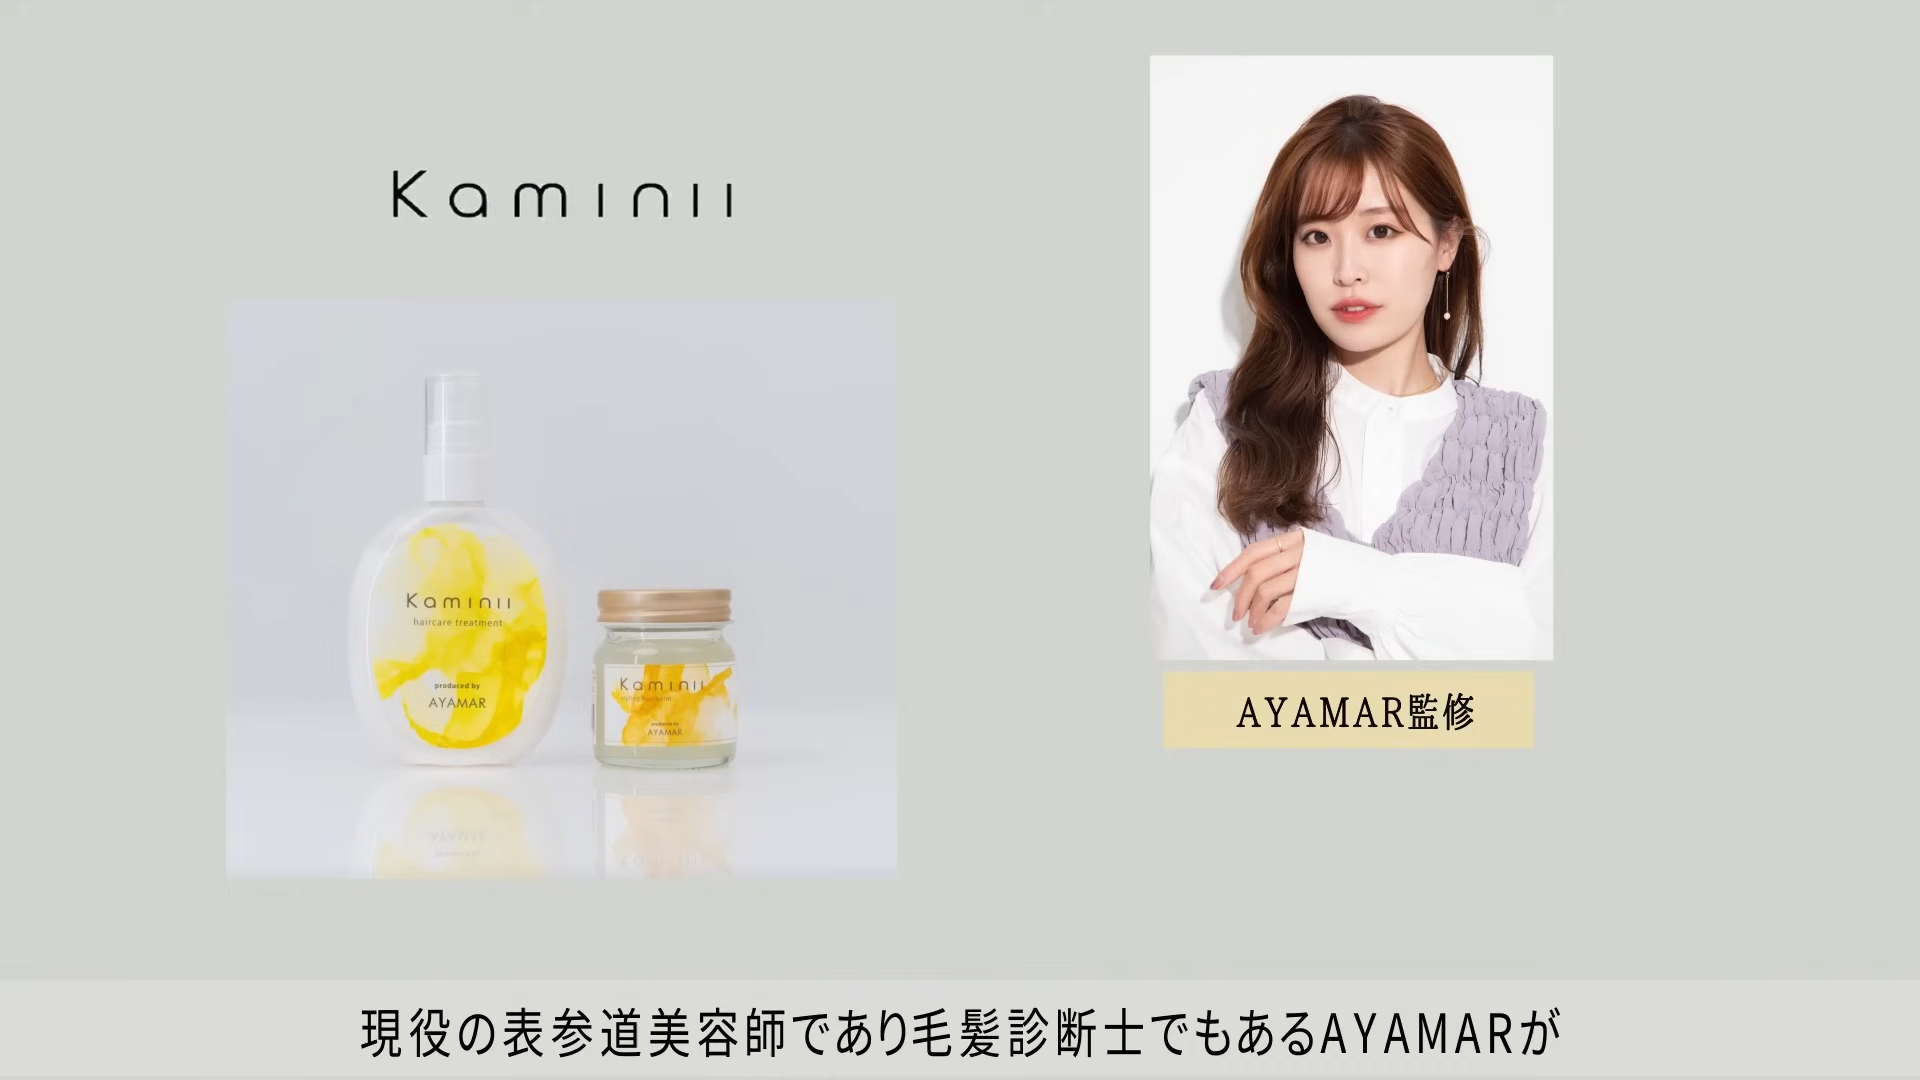 Kaminii
Kaminii
haircare treatment
produced by
AYAMAR
Kaminii
produced by
AYAMAR
AYAMAR監修
現役の表参道美容師であり毛髪診断士でもあるAYAMARが